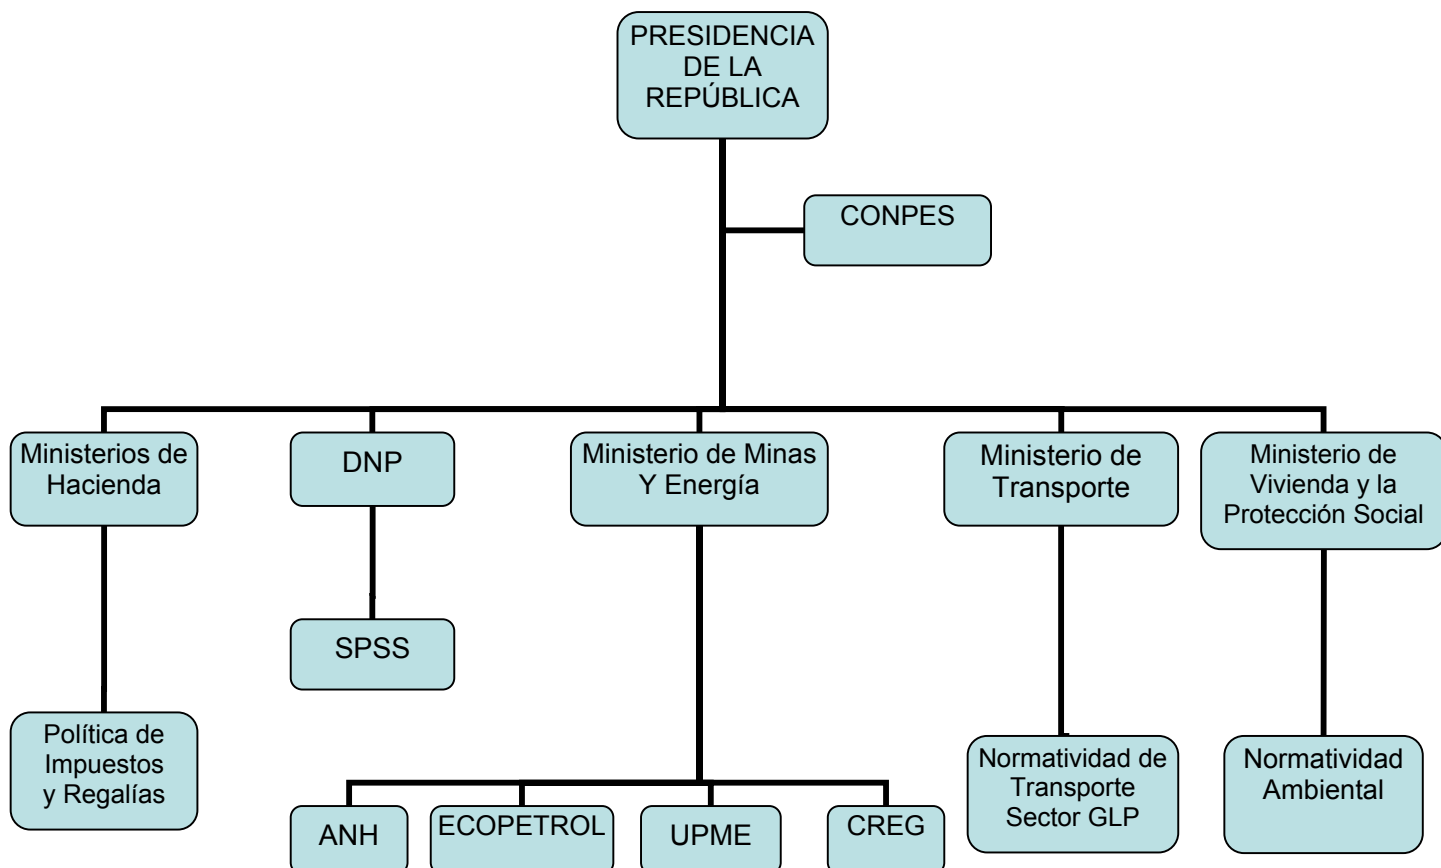 PRESIDENCIA
DE LA
REPÚBLICA
CONPES
Ministerios de
Hacienda
DNP
Ministerio de Minas
Y Energía
Ministerio de
Transporte
Ministerio de
Vivienda y la
Protección Social
SPSS
Política de
Impuestos
y Regalías
Normatividad de
Transporte
Sector GLP
Normatividad
Ambiental
ANH
ECOPETROL
UPME
CREG